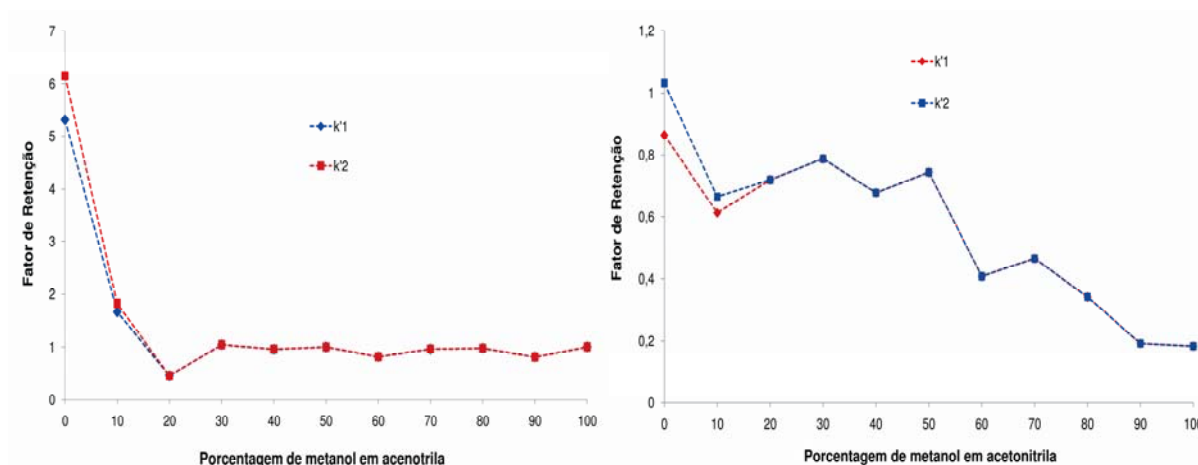 Fator de Retenção
7
6
5
4
3
2
1
0
k'1
k'2
0 10 20 30 40 50 60 70 80 90 100
Porcentagem de metanol em acenotrila
Fator de Retenção
1,2
1
0,8
0,6
0,4
0,2
0
k'1
k'2
0 10 20 30 40 50 60 70 80 90 100
Porcentagem de metanol em acetonitrila